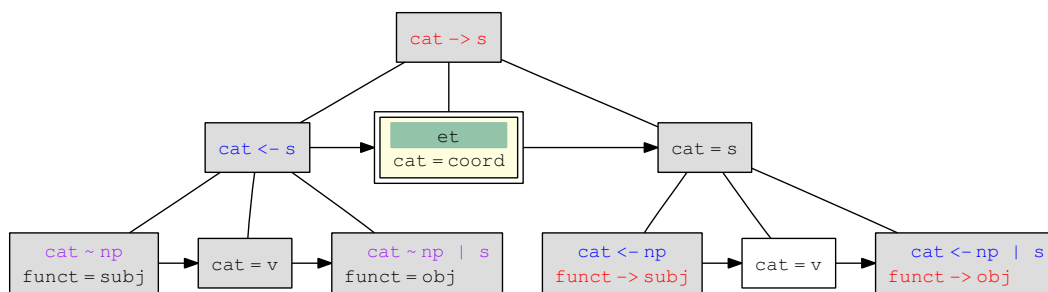 cat -> s
cat <- s
et
cat = coord
cat = s
cat ~ np
funct = subj
cat = v
cat ~ np | s
funct = obj
cat <- np
funct -> subj
cat = v
cat <- np | s
funct -> obj